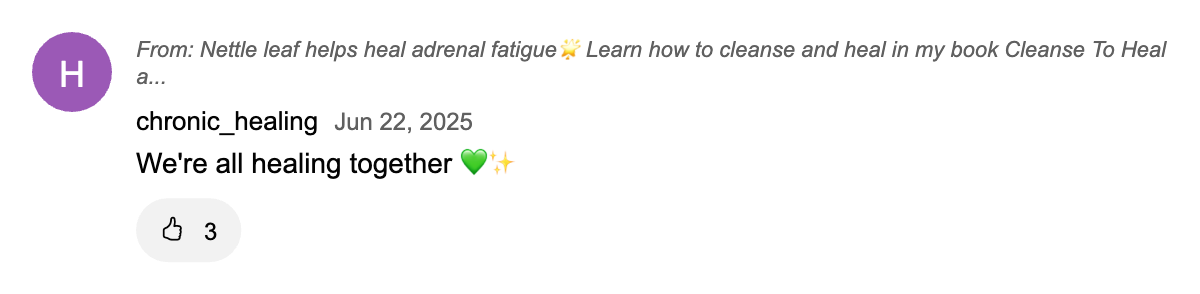 H
From: Nettle leaf helps heal adrenal fatigue🌟 Learn how to cleanse and heal in my book Cleanse To Heal
a...
chronic_healing Jun 22, 2025
We're all healing together 💚✨
3